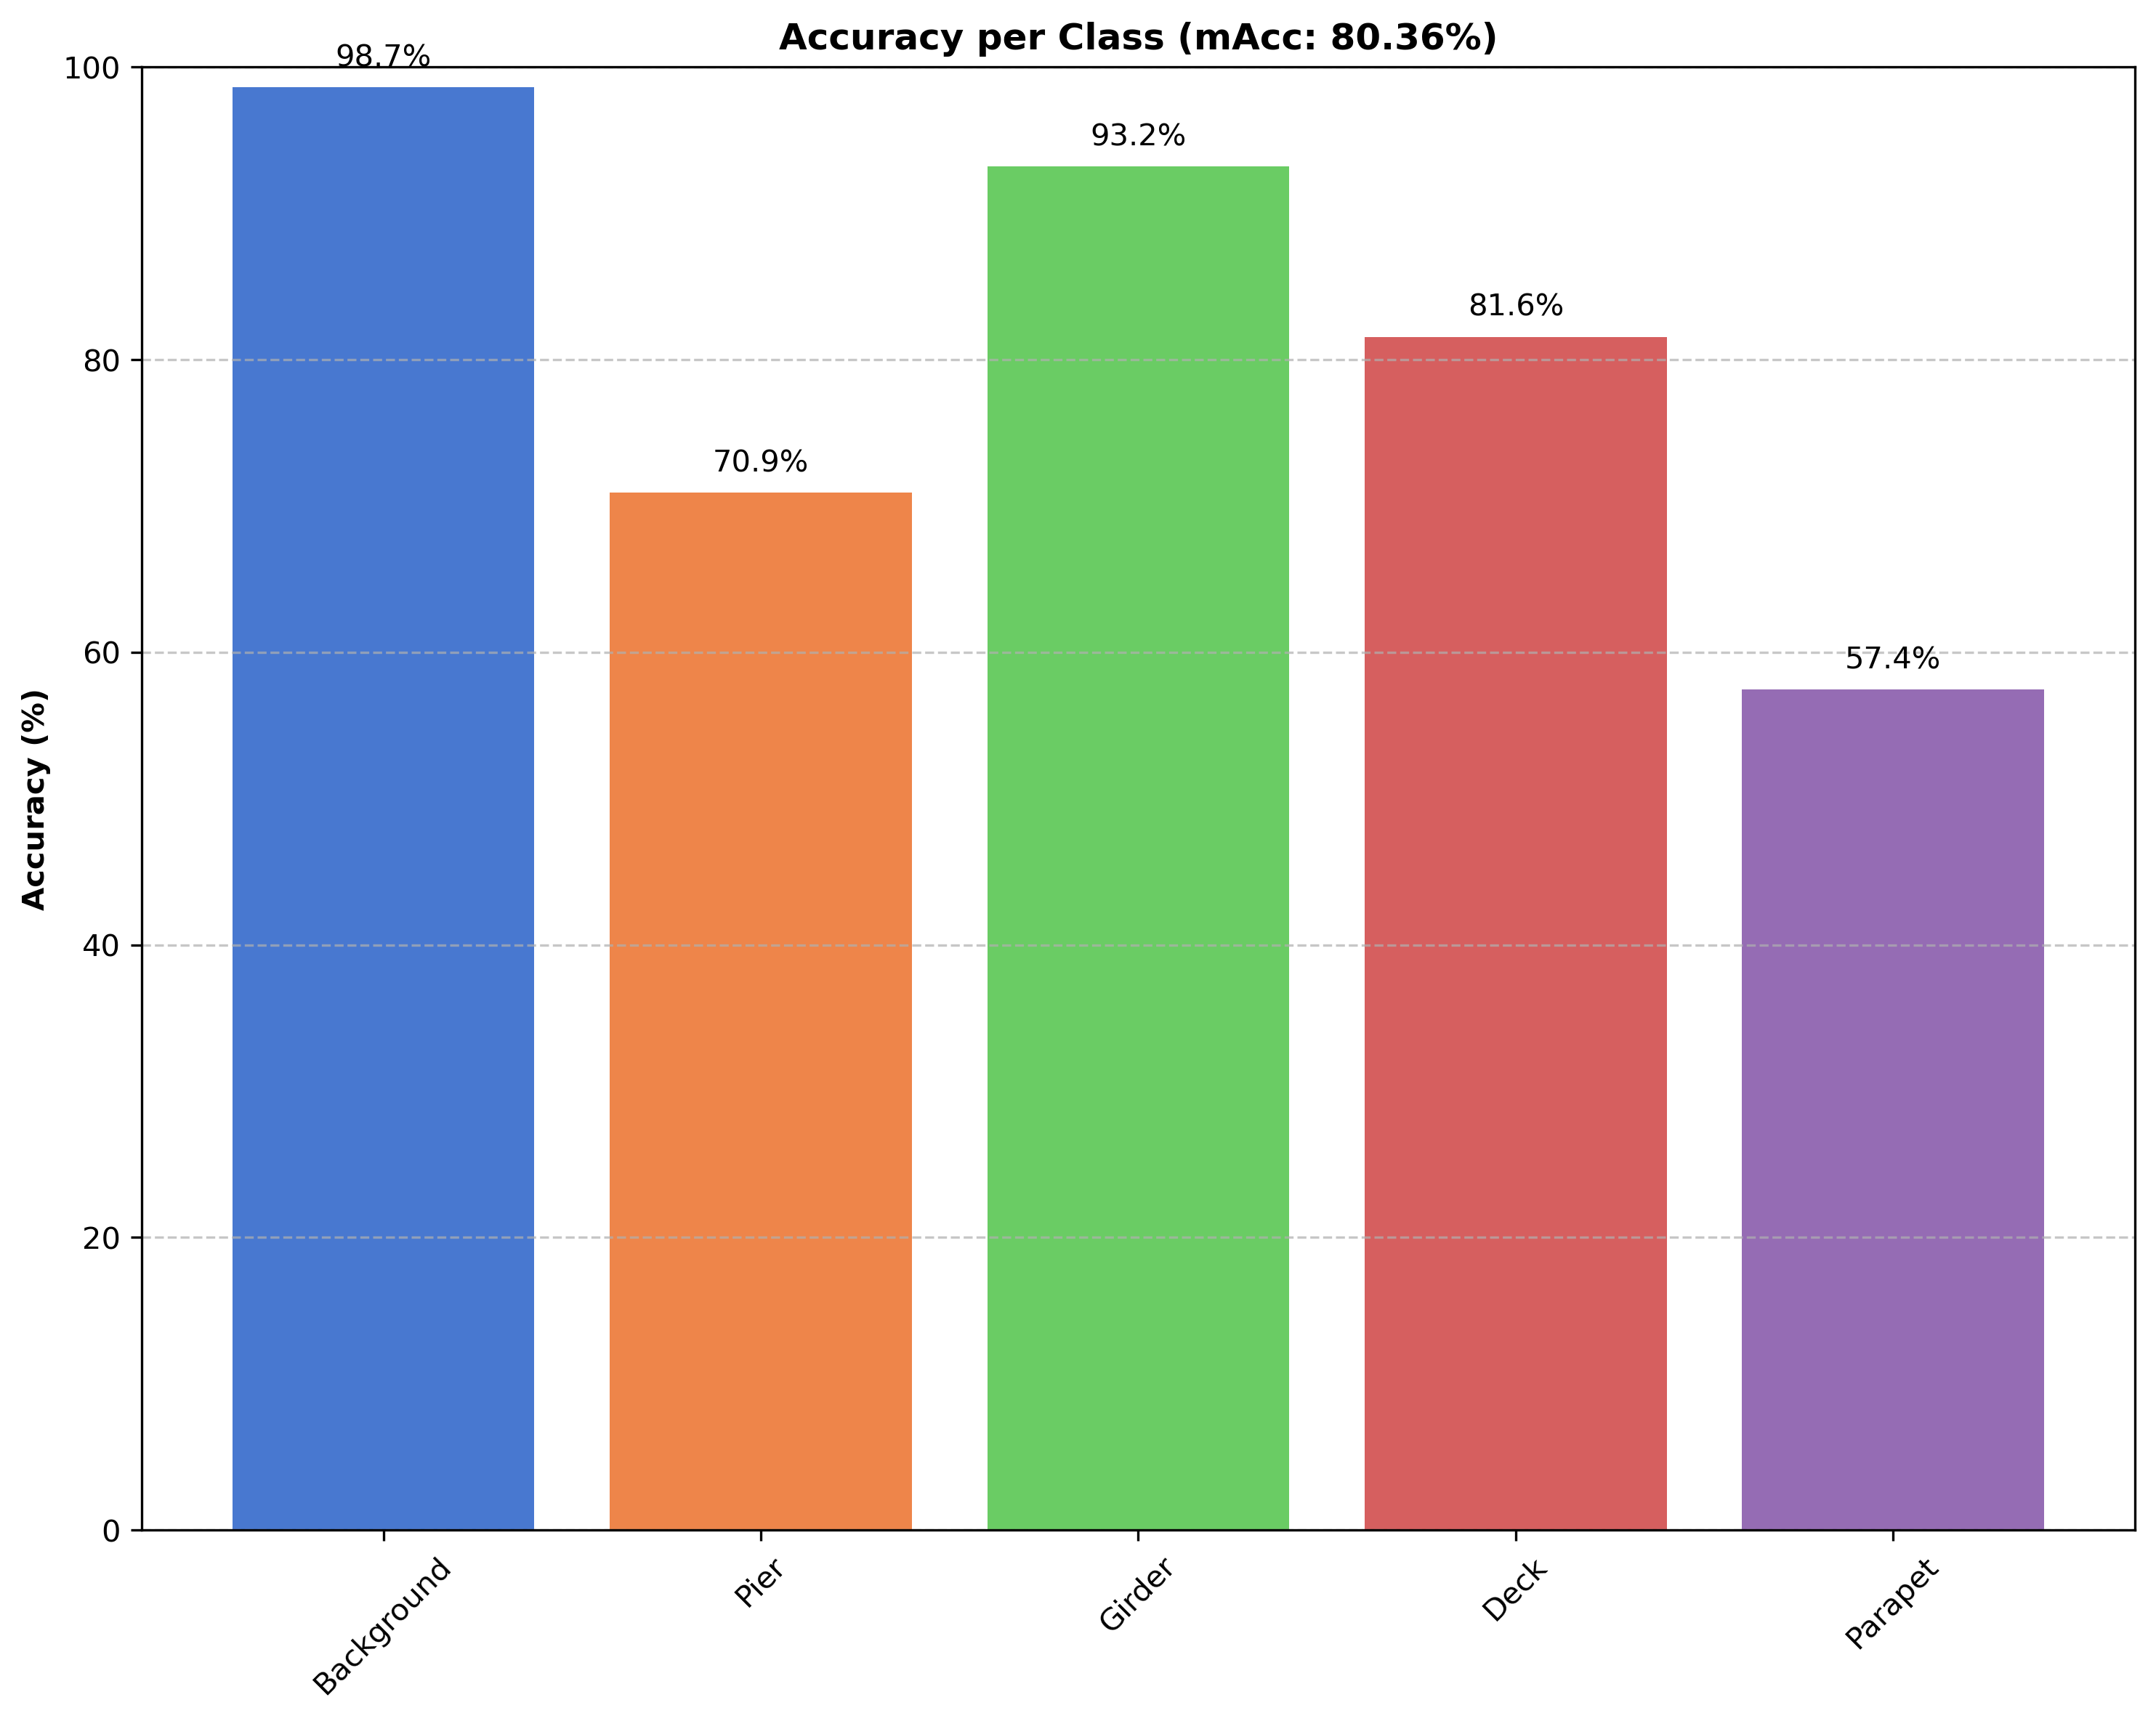 Accuracy per Class (mAcc: 80.36%)
98.7%
70.9%
93.2%
81.6%
57.4%
100
80
60
40
20
0
Accuracy (%)
Background
Pier
Girder
Deck
Parapet